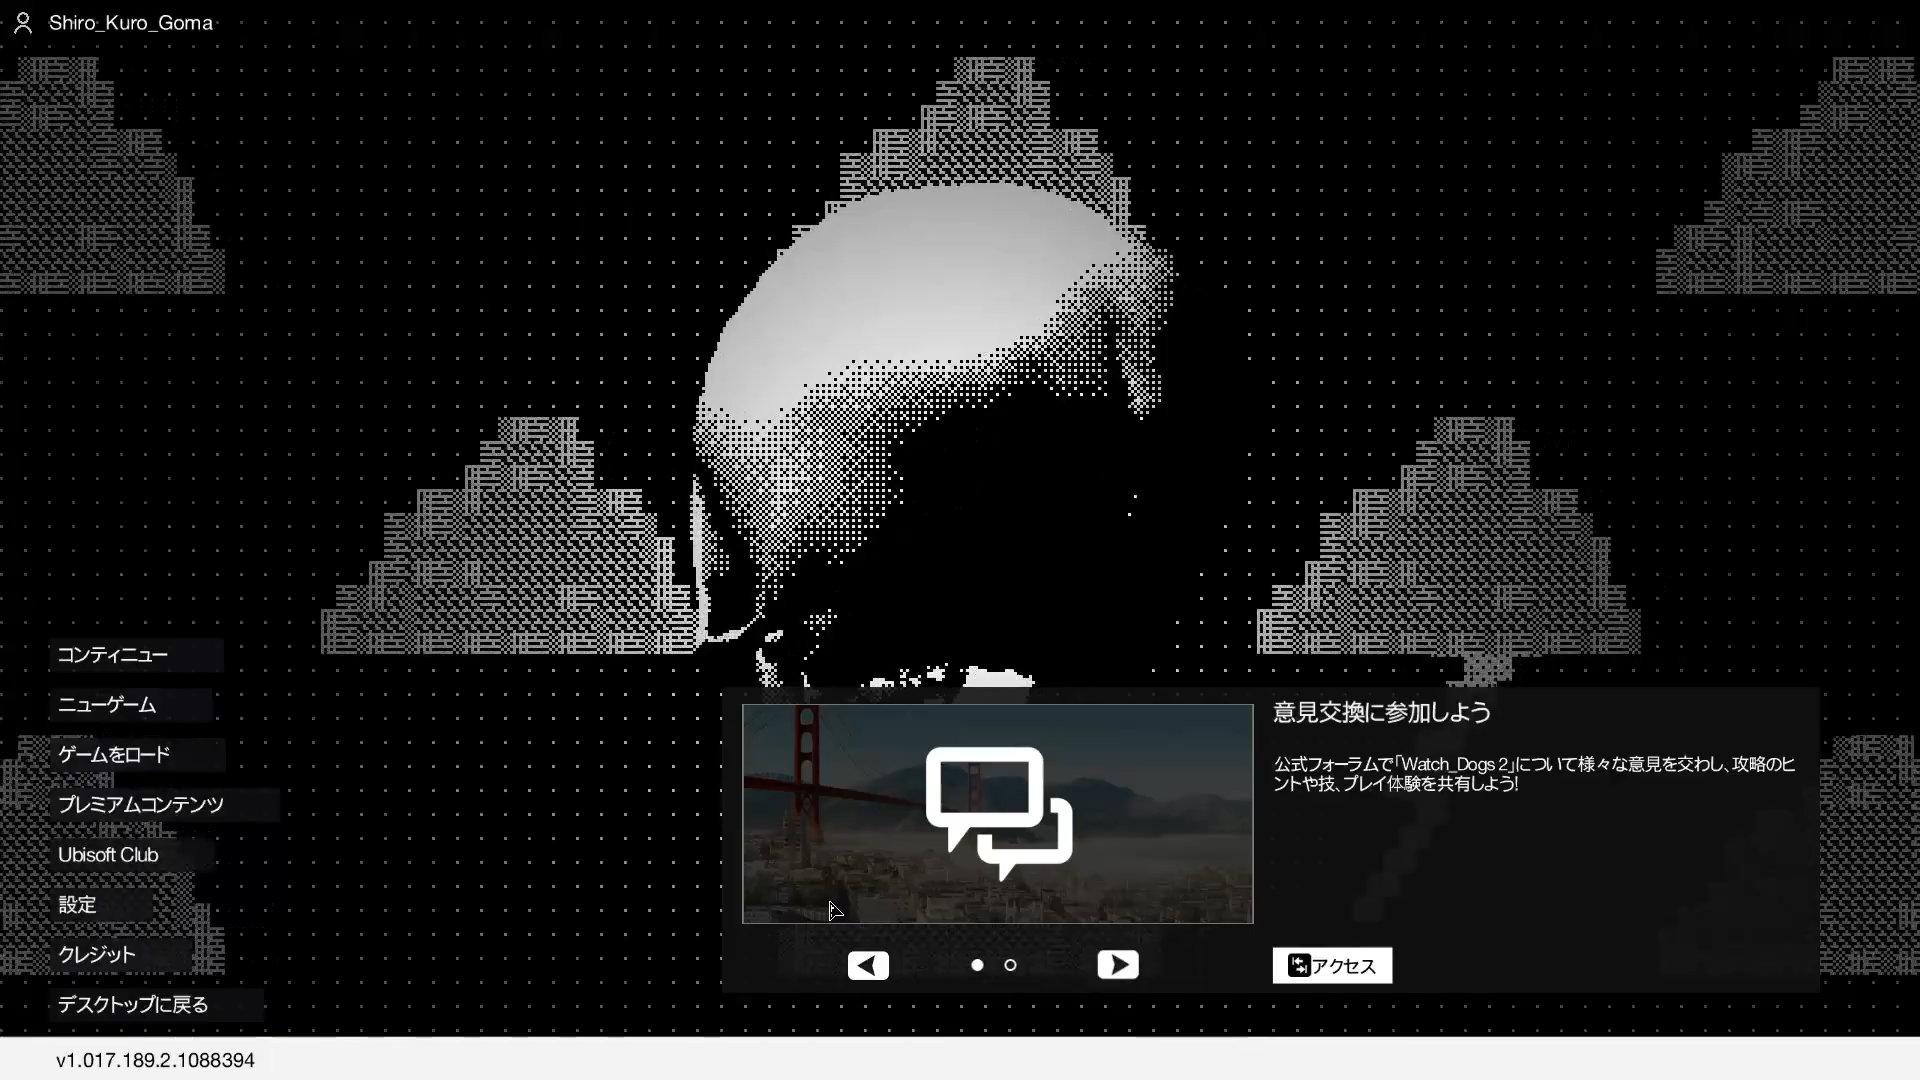 Shiro_Kuro_Goma
コンティニュー
ニューゲーム
ゲームをロード
プレミアムコンテンツ
Ubisoft Club
設定
クレジット
デスクトップに戻る
意見交換に参加しよう
公式フォーラムで「Watch_Dogs 2」について様々な意見を交わし、攻略のヒ
ントや技、プレイ体験を共有しよう!
アクセス
v1.017.189.2.1088394